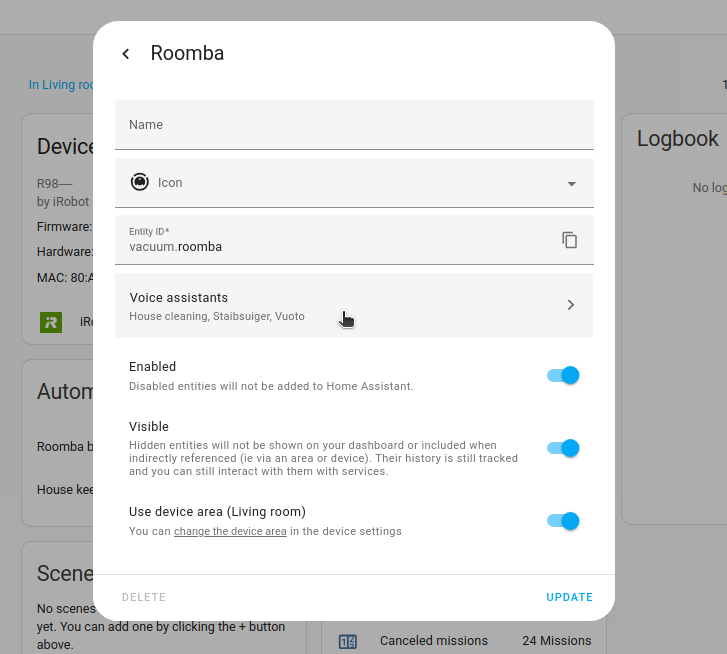 Roomba
In Living roo
1
Name
Device
Logbook
Icon
R98----
No log
by iRobot
Firmware:
Entity ID*
vacuum.roomba
Hardware:
MAC: 80:A
Voice assistants
House cleaning, Staibsuiger, Vuoto
iRo
Enabled
Disabled entities will not be added to Home Assistant.
Autom
Visible
Roomba b
Hidden entities will not be shown on your dashboard or included when
indirectly referenced (ie via an area or device). Their history is still tracked
and you can still interact with them with services.
House kee
Use device area (Living room)
You can change the device area in the device settings
Scene
DELETE
UPDATE
No scenes
yet. You can add one by clicking the + button
above.
Canceled missions
24 Missions